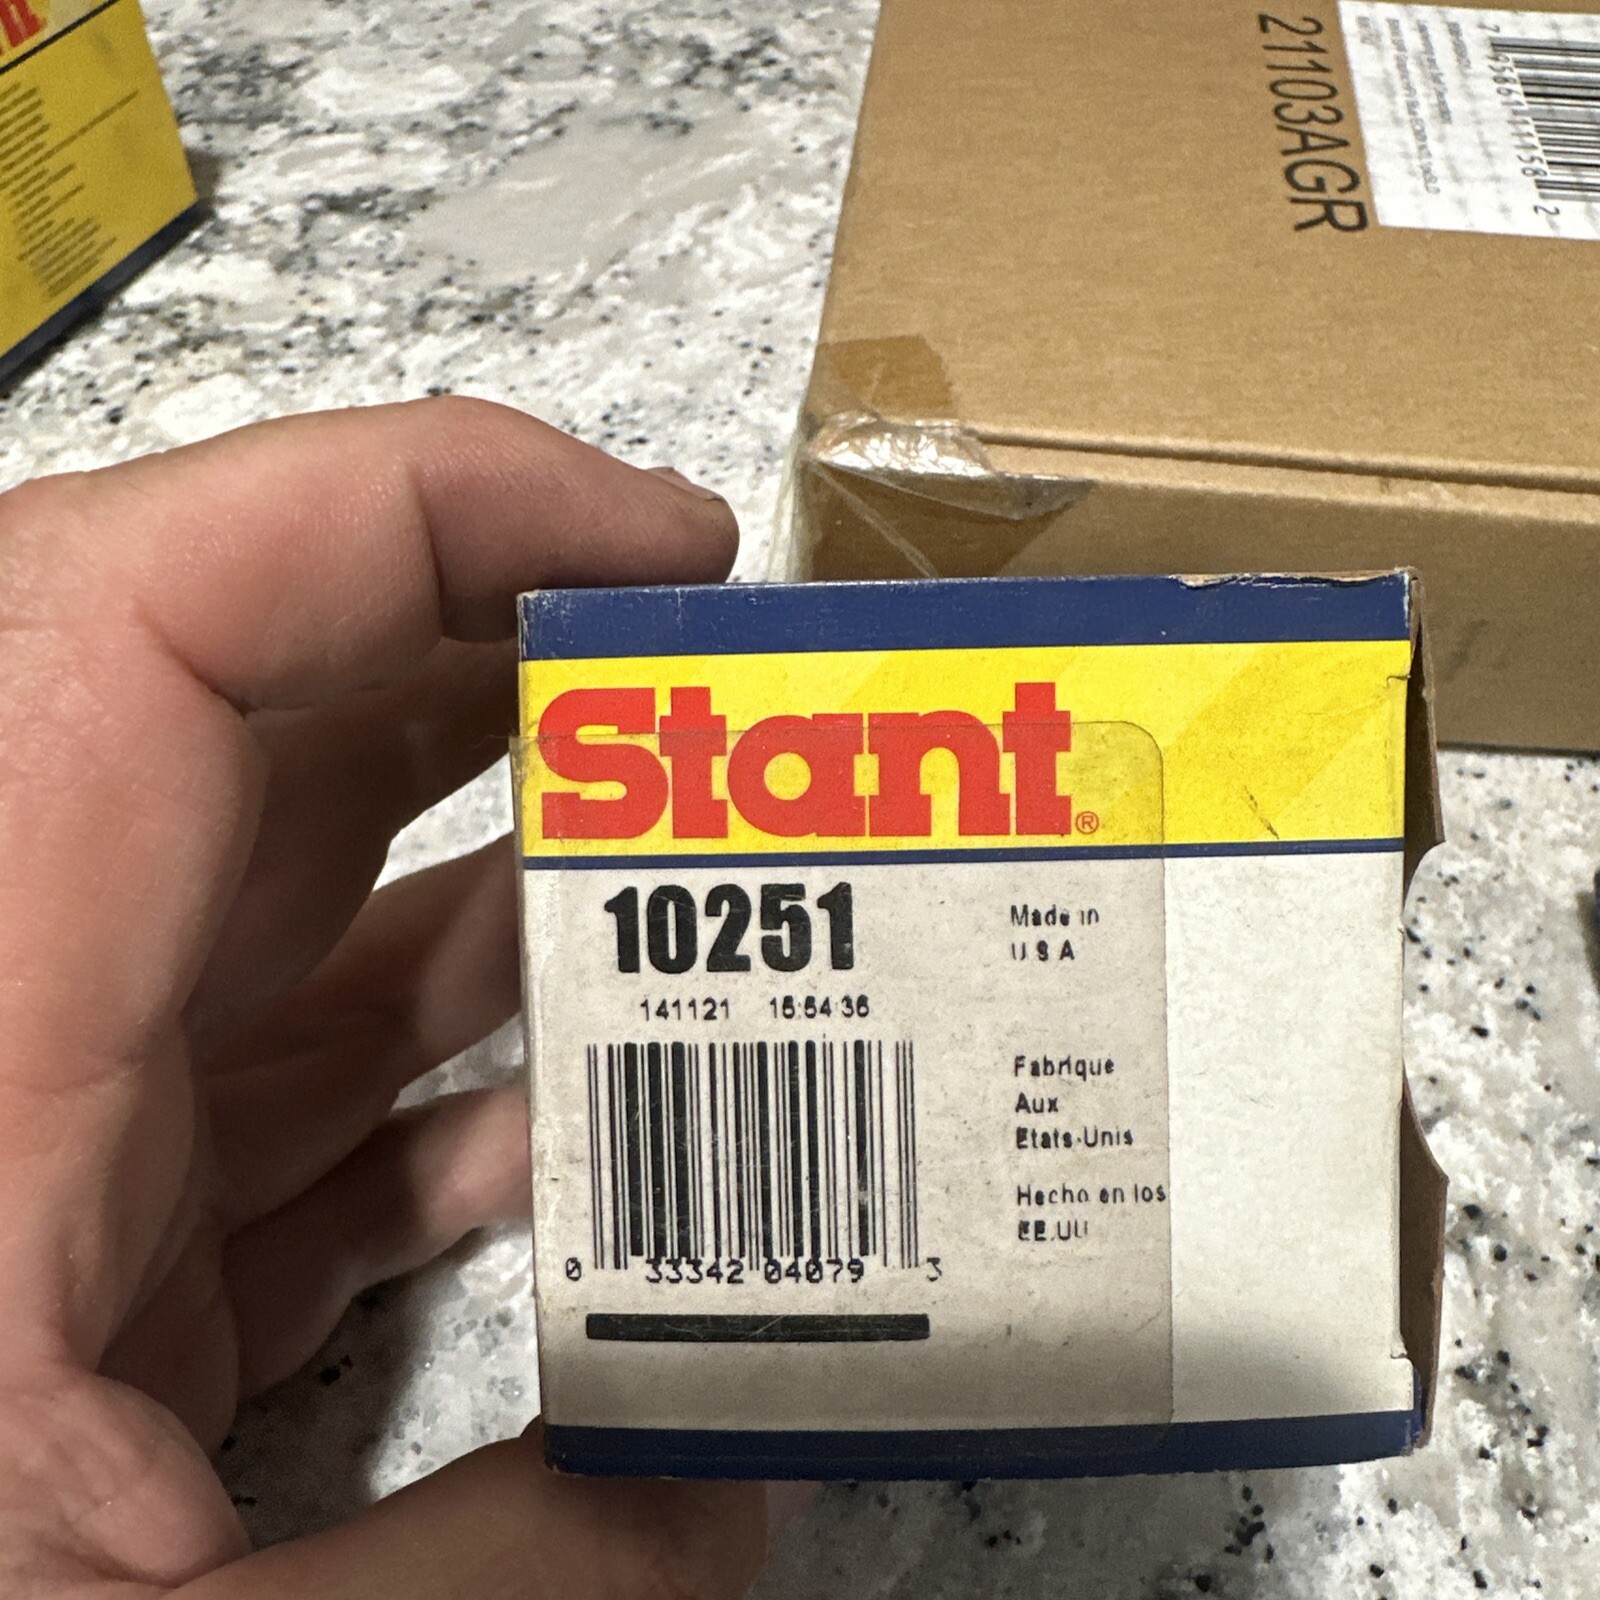 21103AGR
Stant®
10251
141121 15:54:36
0 33342 04079 3
Made in
U S A
Fabrique
Aux
Etats-Unis
Hecho en los
EE.UU